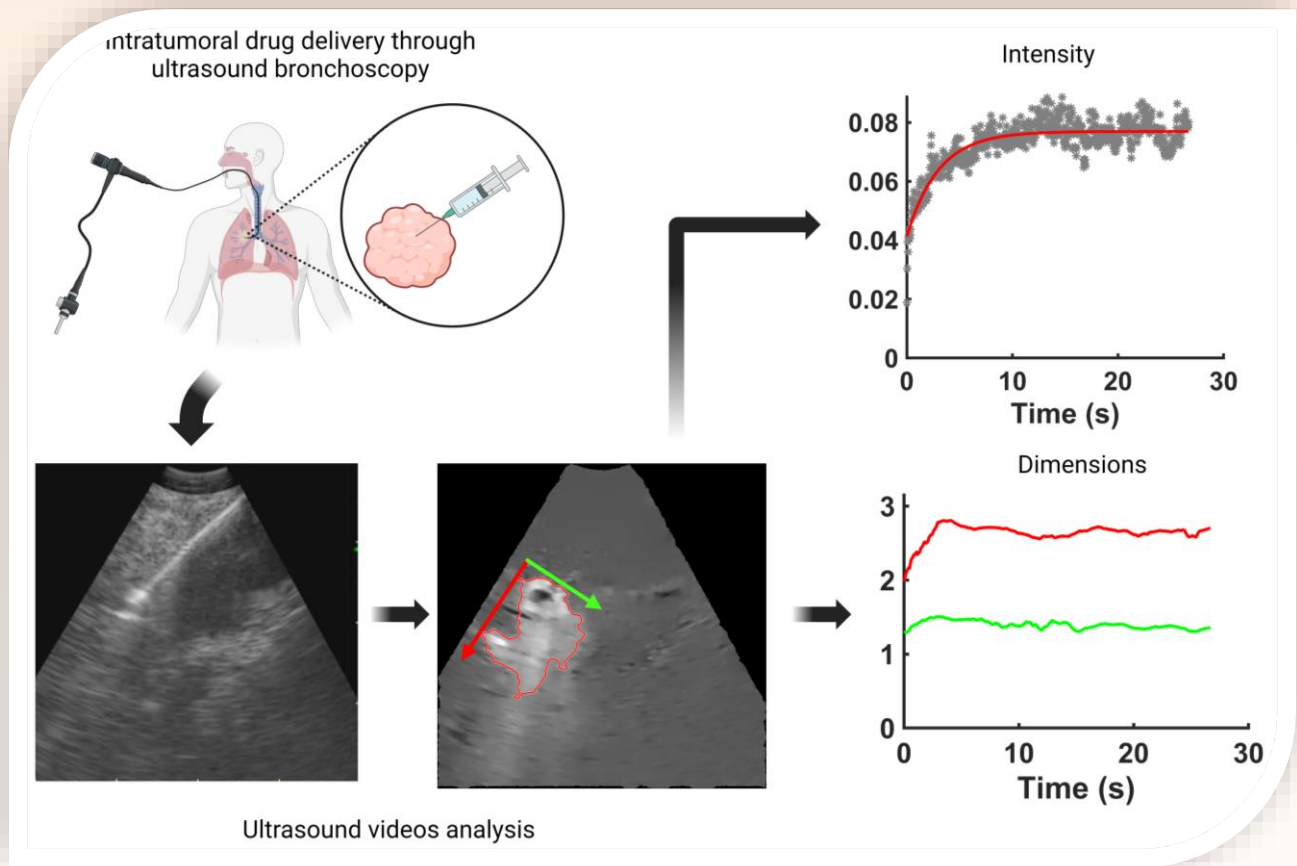 Intratumoral drug delivery through
ultrasound bronchoscopy
Intensity
0.08
0.06
0.04
0.02
0
0 10 20 30
Time (s)
Dimensions
3
2
1
0
0 10 20 30
Time (s)
Ultrasound videos analysis